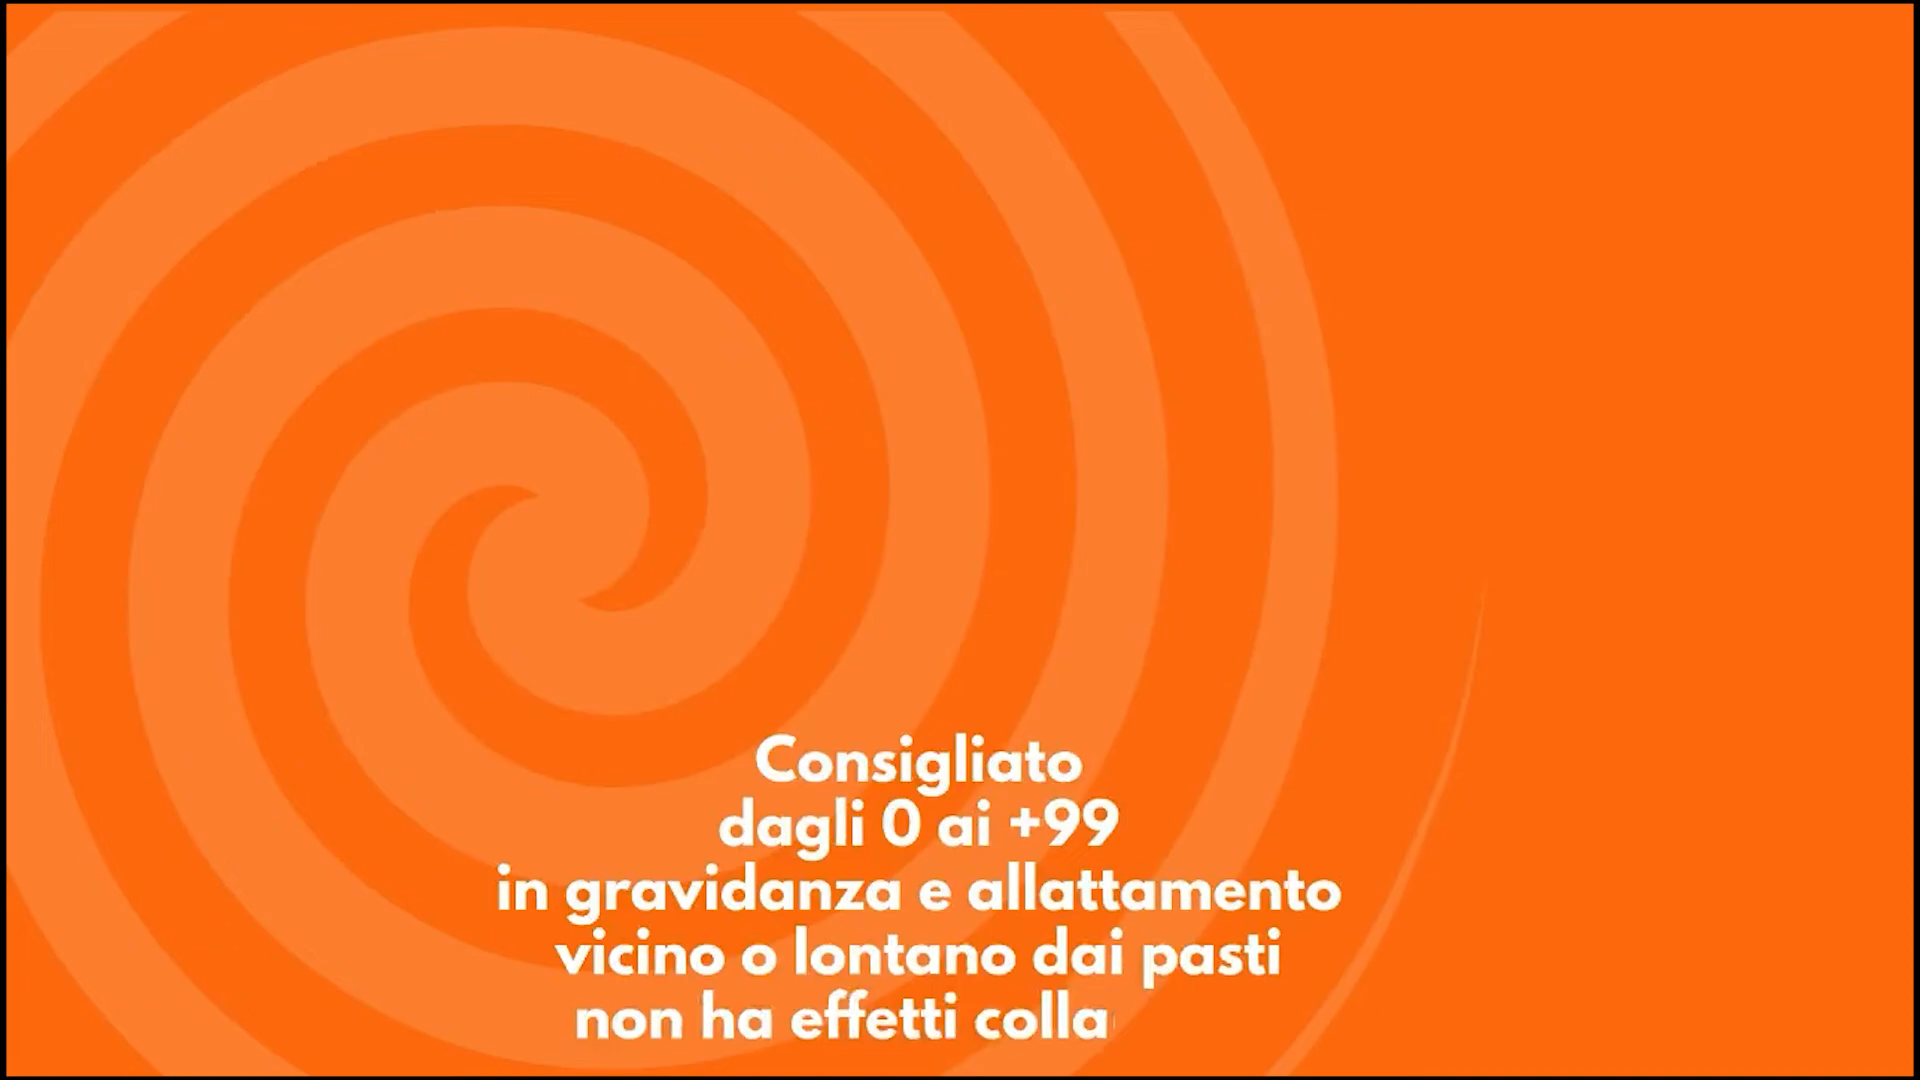 Consigliato
dagli 0 ai +99
in gravidanza e allattamento
vicino o lontano dai pasti
non ha effetti colla